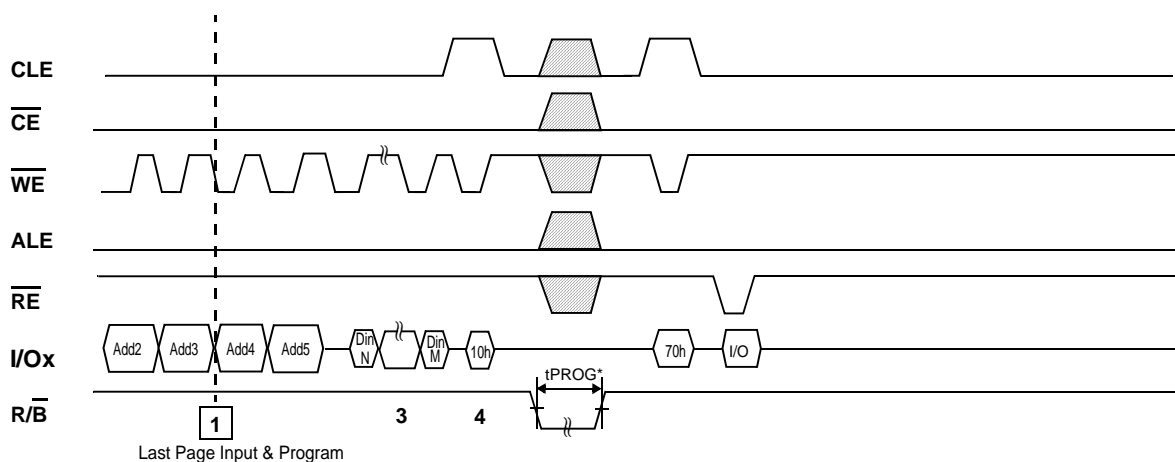 CLE
CE
WE
ALE
RE
I/Ox
Add2 Add3 Add4 Add5 Din N Din M 10h 70h I/O
tPROG*
R/B
1 3 4
Last Page Input & Program